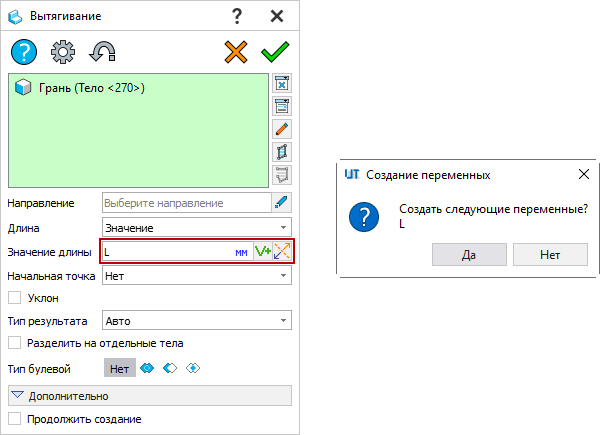 Вытягивание
Грань (Тело <270>)
Направление Выберите направление
Длина Значение
Значение длины L мм
Начальная точка Нет
Уклон
Тип результата Авто
Разделить на отдельные тела
Тип булевой Нет
Дополнительно
Продолжить создание
Создание переменных
Создать следующие переменные?
L
Да Нет